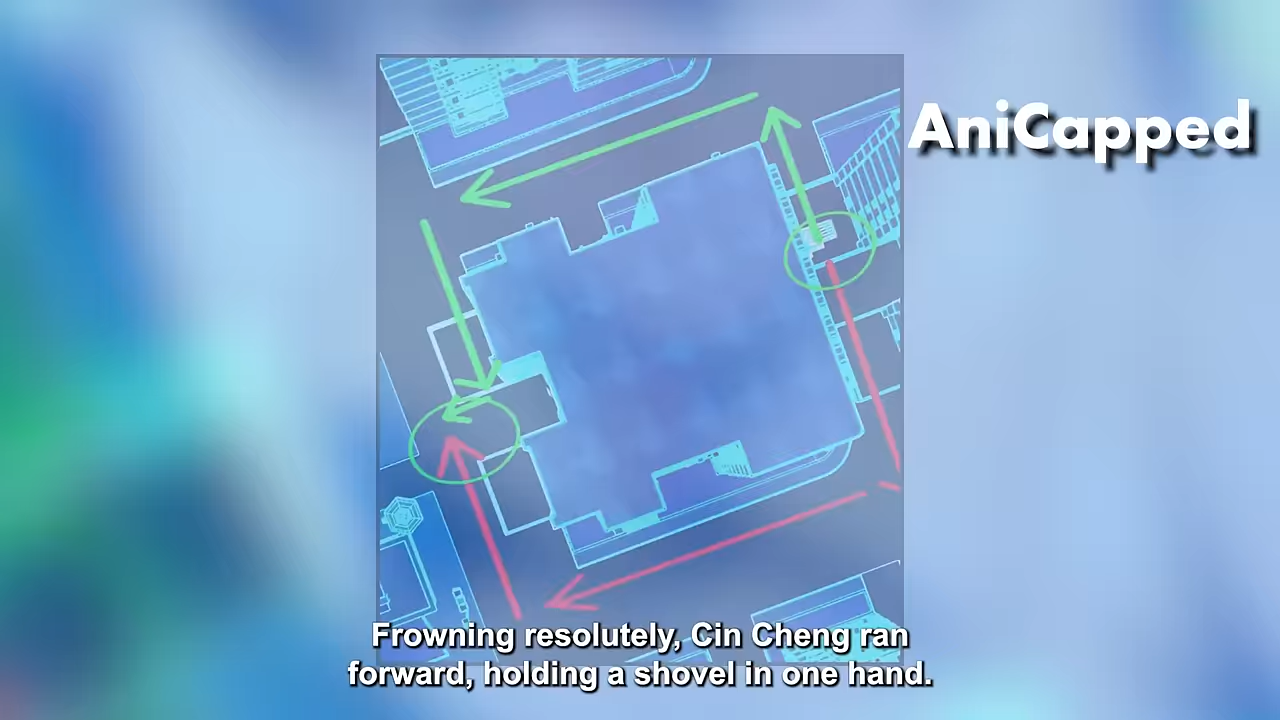 AniCapped
Frowning resolutely, Cin Cheng ran
forward, holding a shovel in one hand.